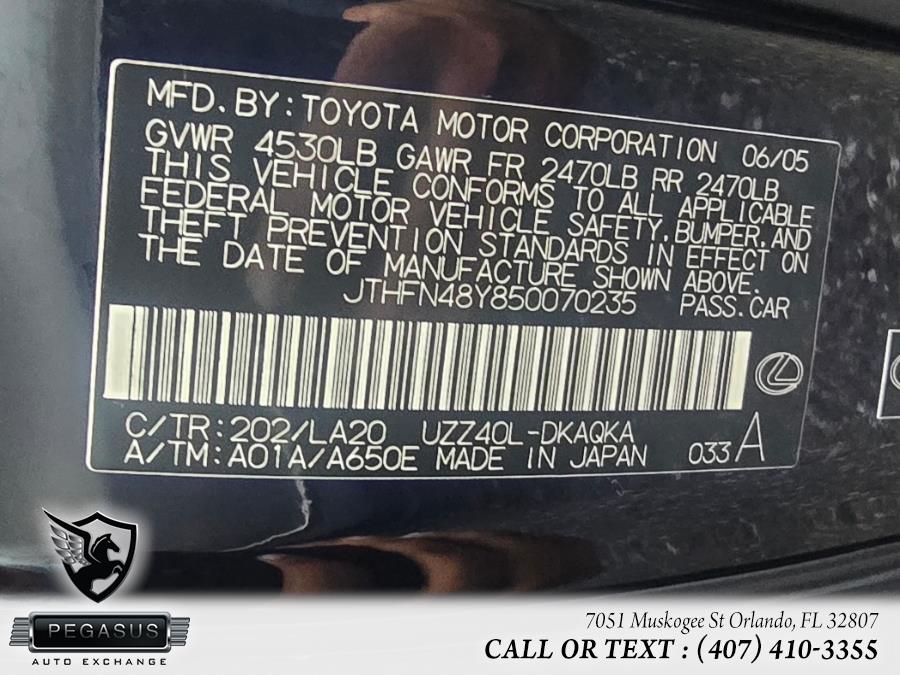 MFD. BY: TOYOTA MOTOR CORPORATION 06/05
GVWR 4530LB GAWR FR 2470LB RR 2470LB
THIS VEHICLE CONFORMS TO ALL APPLICABLE
FEDERAL MOTOR VEHICLE SAFETY, BUMPER, AND
THEFT PREVENTION STANDARDS IN EFFECT ON
THE DATE OF MANUFACTURE SHOWN ABOVE.
JTHFN48Y850070235 PASS. CAR
C/TR: 202/LA20 UZZ40L-DKAQKA
A/TM: A01A/A650E MADE IN JAPAN 033 A
PEGASUS
AUTO EXCHANGE
7051 Muskogee St Orlando, FL 32807
CALL OR TEXT : (407) 410-3355